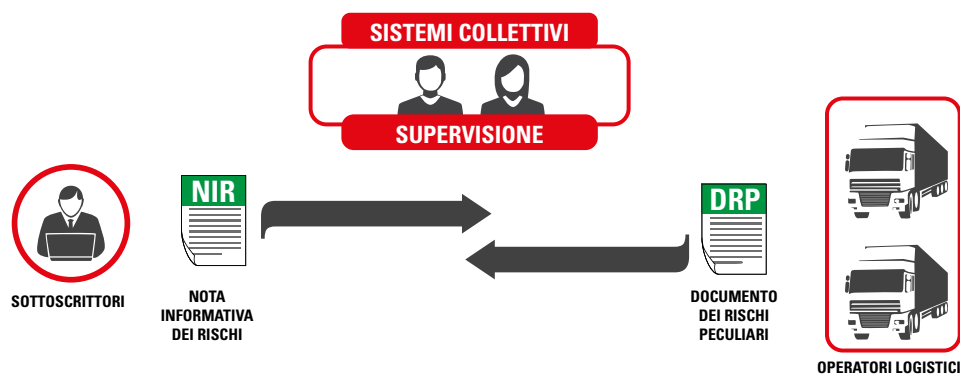 SISTEMI COLLETTIVI
SUPERVISIONE
NIR
DRP
SOTTOSCRITTORI
NOTA
INFORMATIVA
DEI RISCHI
DOCUMENTO
DEI RISCHI
PECULIARI
OPERATORI LOGISTICI